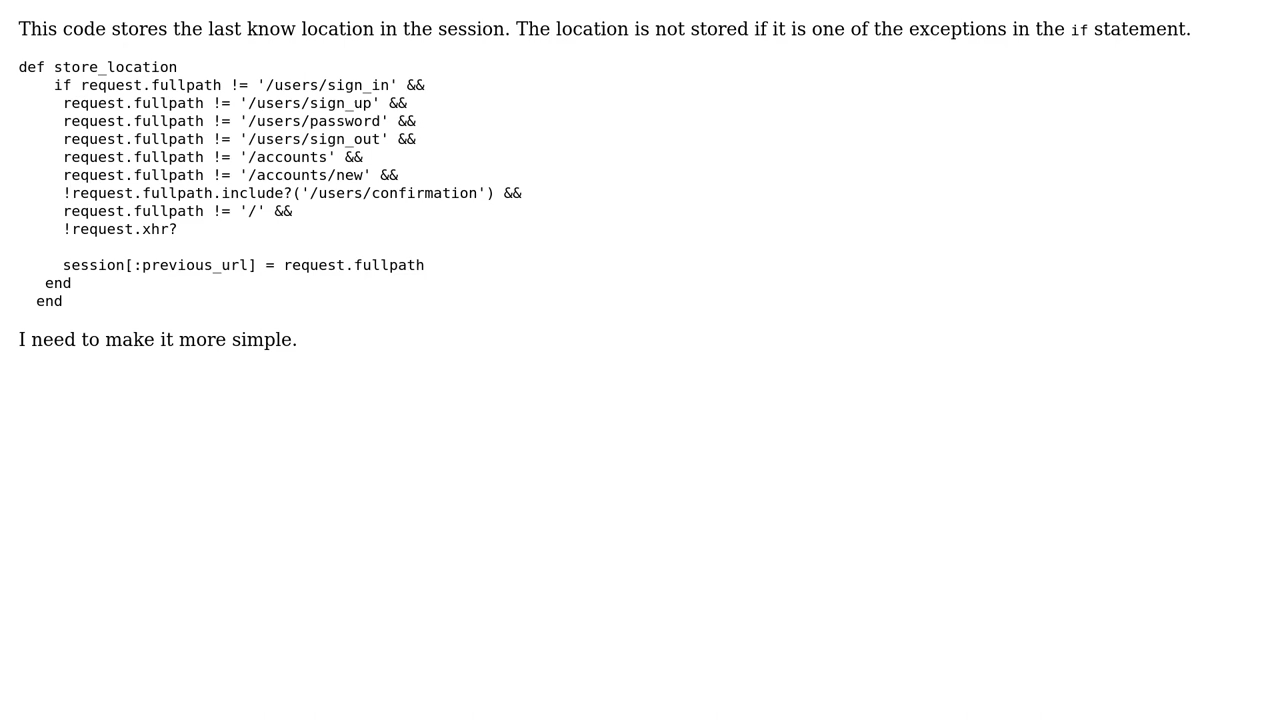 This code stores the last know location in the session. The location is not stored if it is one of the exceptions in the if statement.
def store_location
    if request.fullpath != '/users/sign_in' &&
     request.fullpath != '/users/sign_up' &&
     request.fullpath != '/users/password' &&
     request.fullpath != '/users/sign_out' &&
     request.fullpath != '/accounts' &&
     request.fullpath != '/accounts/new' &&
     !request.fullpath.include?('/users/confirmation') &&
     request.fullpath != '/' &&
     !request.xhr?

     session[:previous_url] = request.fullpath
   end
  end
I need to make it more simple.